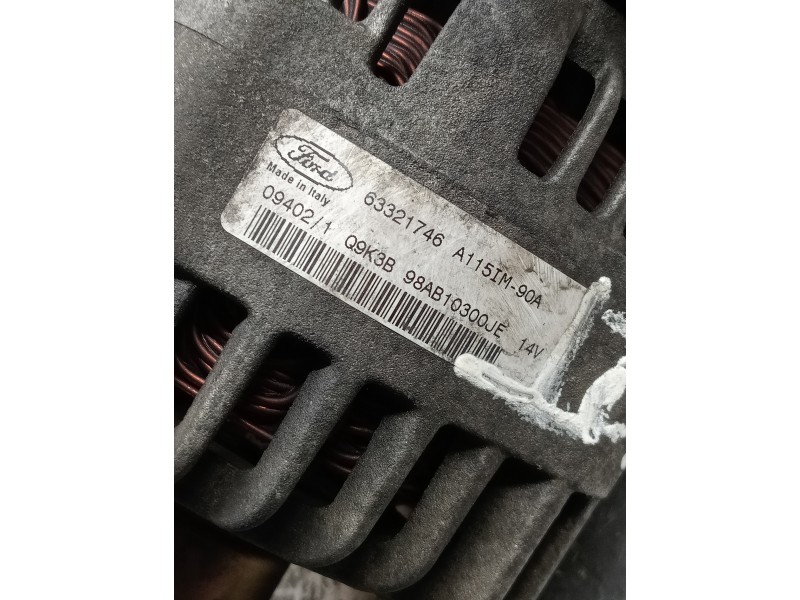 Ford
Made in Italy
63321746 A115IM-90A
09402/1 Q9K3B 98AB10300JE 14V